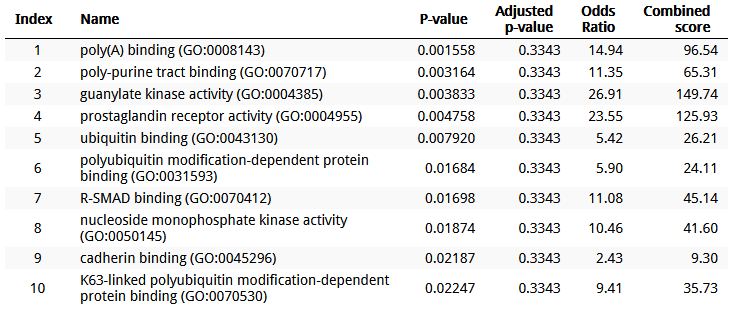 Index Name P-value Adjusted p-value Odds Ratio Combined score
1 poly(A) binding (GO:0008143) 0.001558 0.3343 14.94 96.54
2 poly-purine tract binding (GO:0070717) 0.003164 0.3343 11.35 65.31
3 guanylate kinase activity (GO:0004385) 0.003833 0.3343 26.91 149.74
4 prostaglandin receptor activity (GO:0004955) 0.004758 0.3343 23.55 125.93
5 ubiquitin binding (GO:0043130) 0.007920 0.3343 5.42 26.21
6 polyubiquitin modification-dependent protein
binding (GO:0031593) 0.01684 0.3343 5.90 24.11
7 R-SMAD binding (GO:0070412) 0.01698 0.3343 11.08 45.14
8 nucleoside monophosphate kinase activity
(GO:0050145) 0.01874 0.3343 10.46 41.60
9 cadherin binding (GO:0045296) 0.02187 0.3343 2.43 9.30
10 K63-linked polyubiquitin modification-dependent
protein binding (GO:0070530) 0.02247 0.3343 9.41 35.73